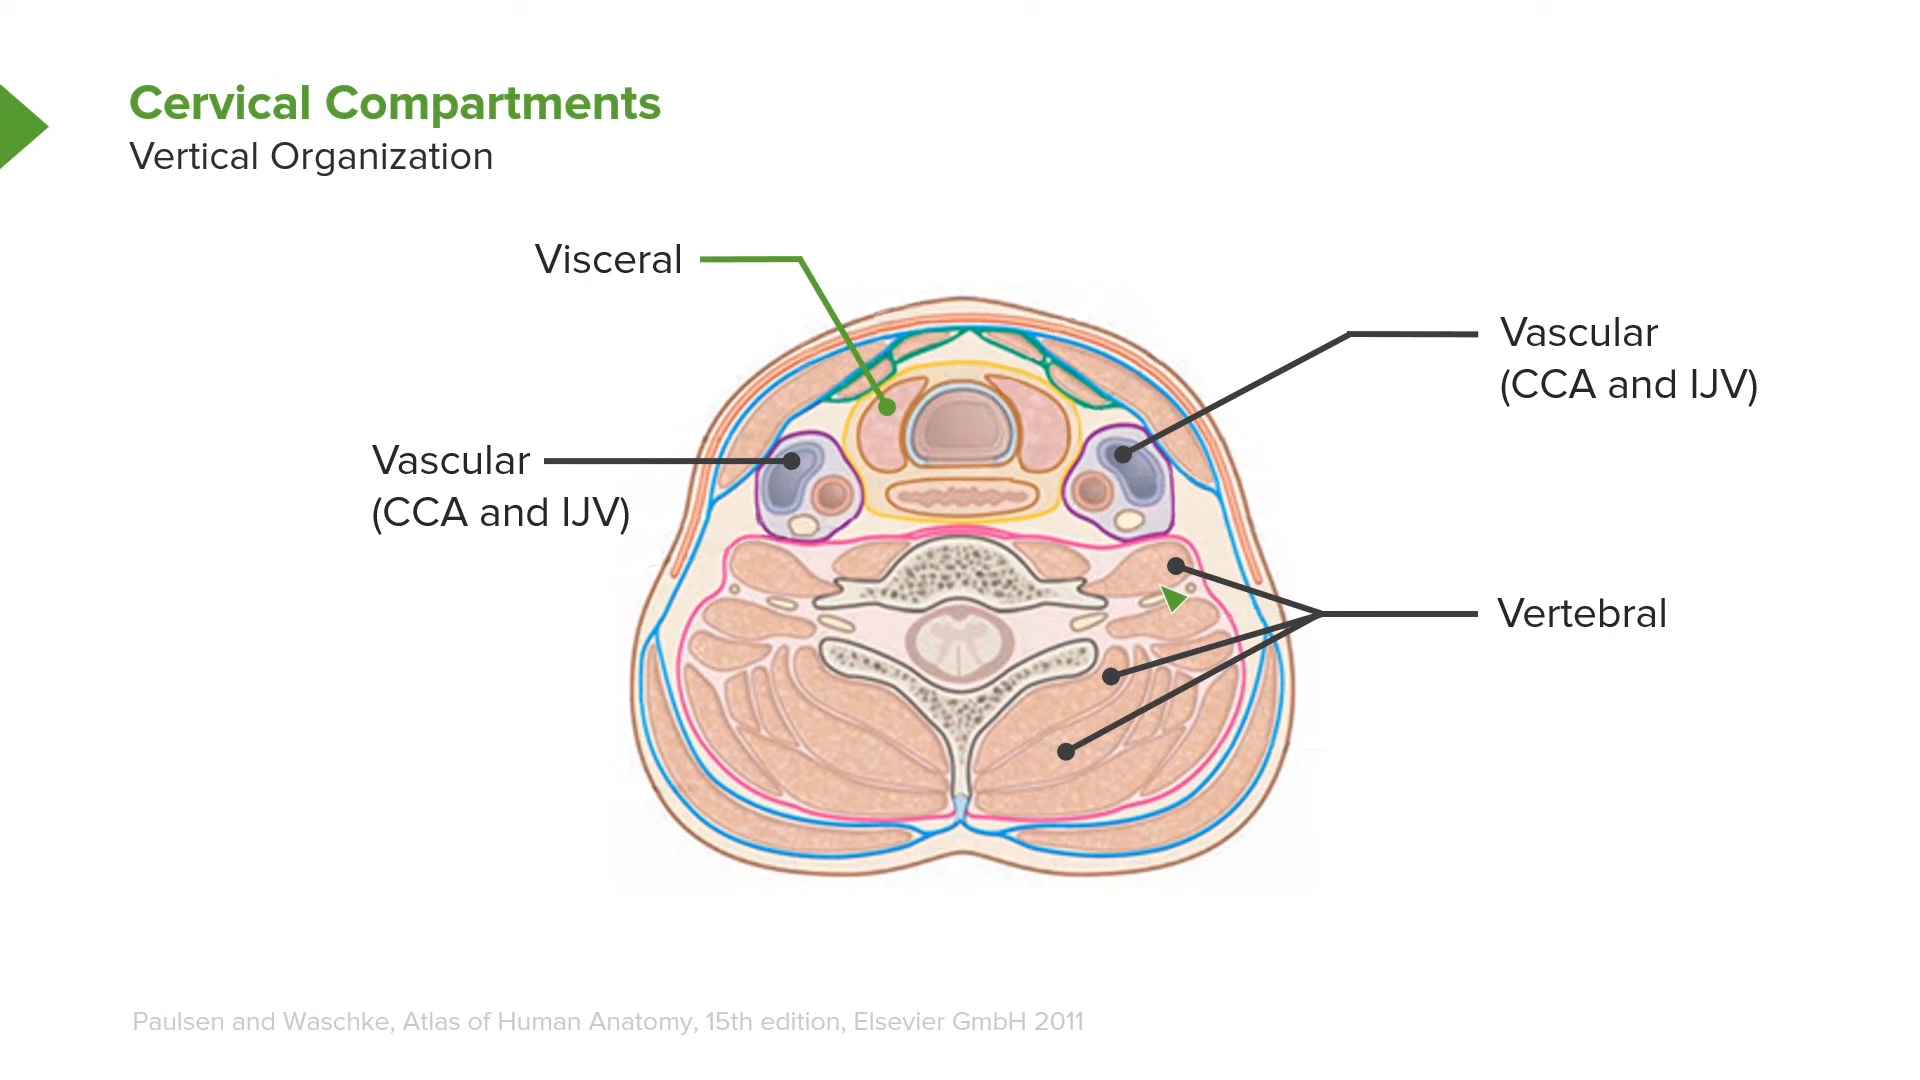 Cervical Compartments
Vertical Organization
Visceral
Vascular
(CCA and IJV)
Vascular
(CCA and IJV)
Vertebral
Paulsen and Waschke, Atlas of Human Anatomy, 15th edition, Elsevier GmbH 2011